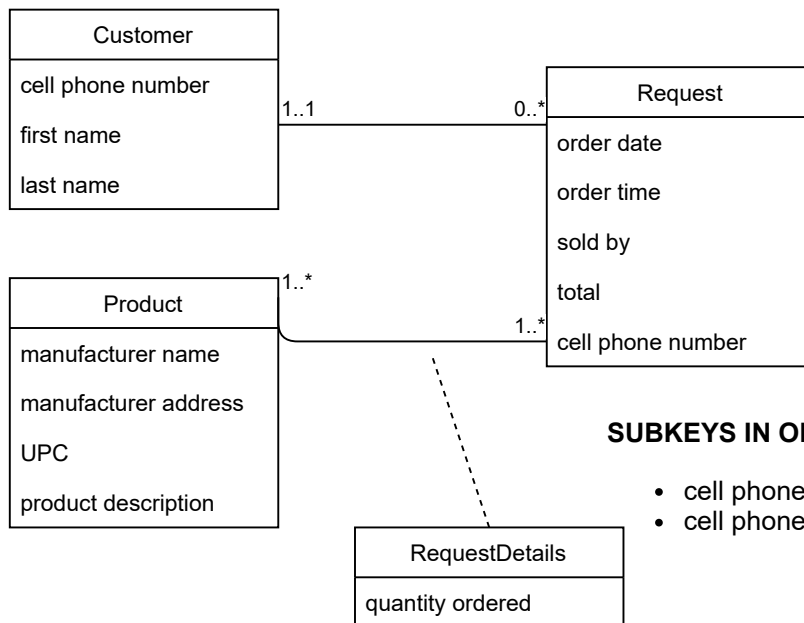 Customer
cell phone number
first name
last name
1..1
0..*
Request
order date
order time
sold by
total
cell phone number
Product
manufacturer name
manufacturer address
UPC
product description
1..*
1..*
SUBKEYS IN
cell phone
cell phone
RequestDetails
quantity ordered